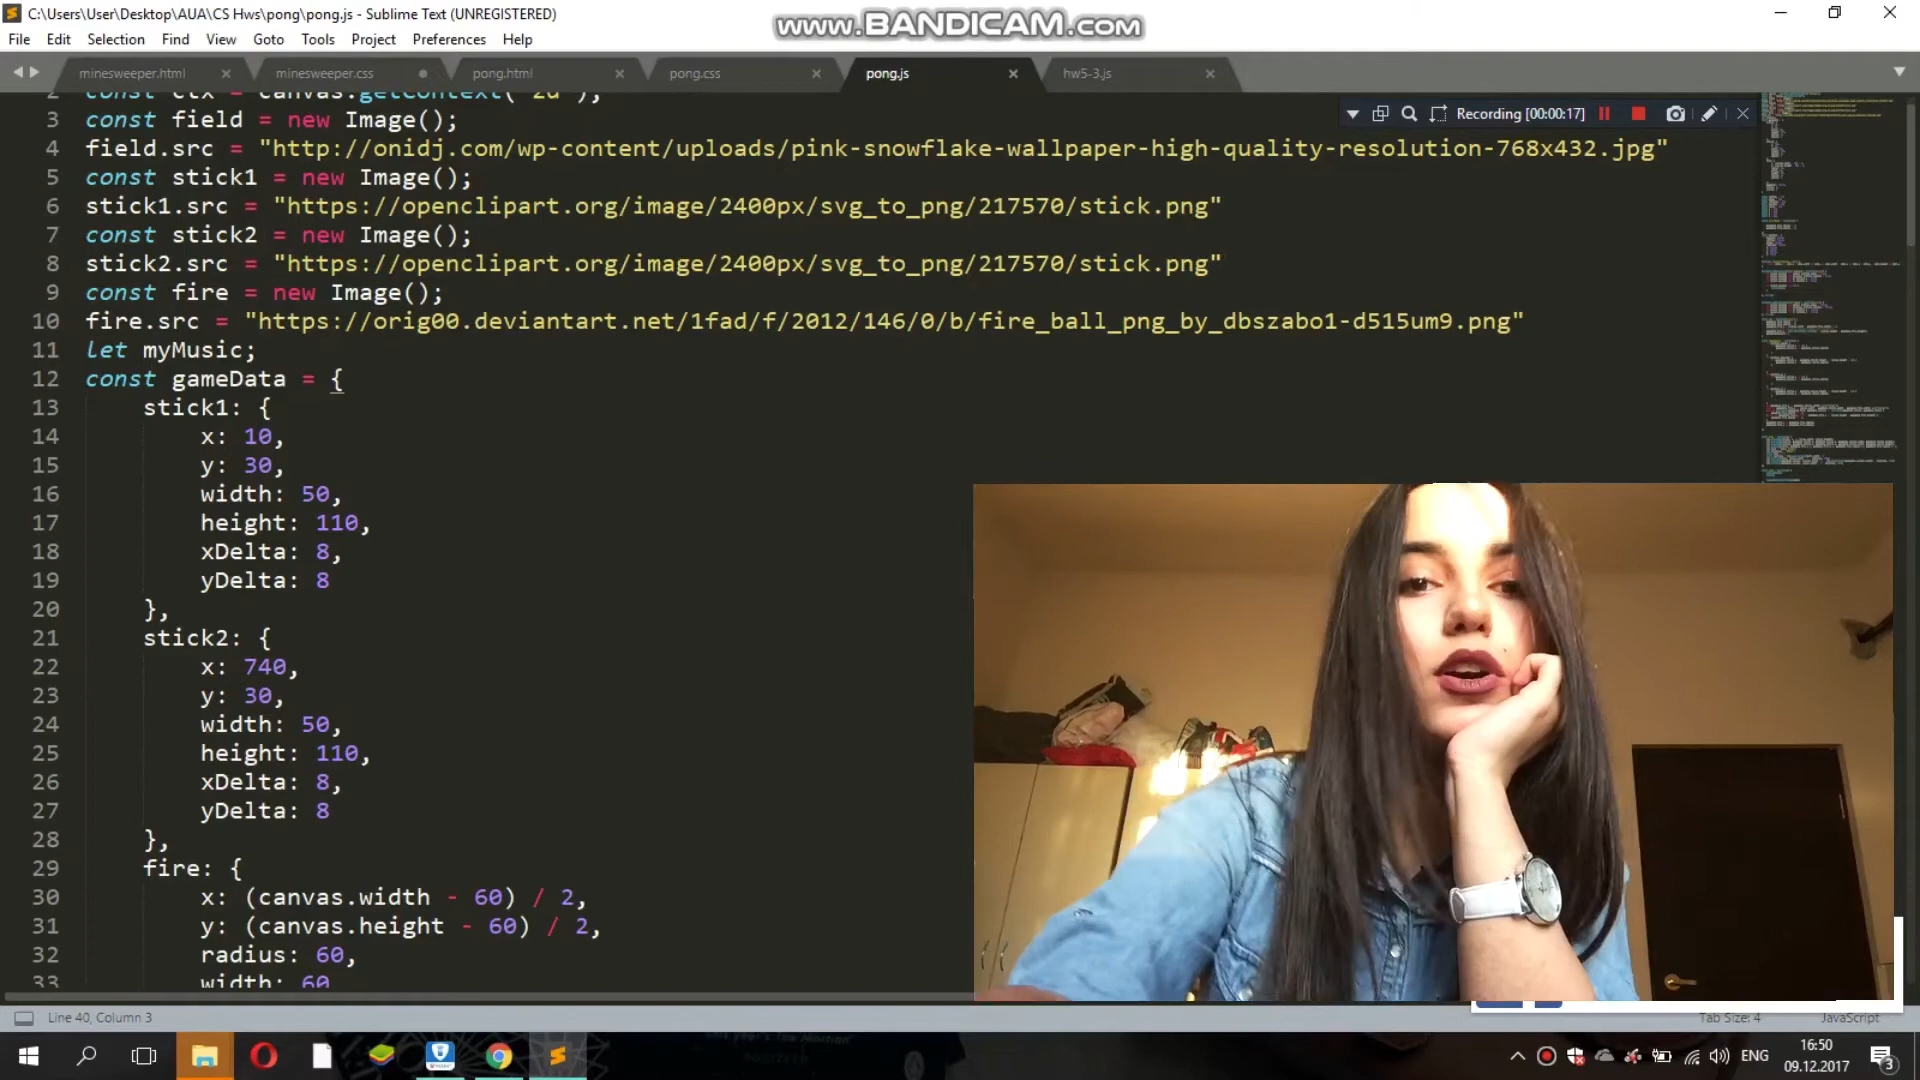 C:\Users\User\Desktop\AUA\CS Hws\pong\pong.js - Sublime Text (UNREGISTERED)
www.BANDICAM.com
File Edit Selection Find View Goto Tools Project Preferences Help
minesweeper.html minesweeper.css pong.html pong.css pong.js hw5-3.js
2 const ctx = canvas.getContext("2d");
Recording [00:00:17]
3 const field = new Image();
4 field.src = "http://onidj.com/wp-content/uploads/pink-snowflake-wallpaper-high-quality-resolution-768x432.jpg"
5 const stick1 = new Image();
6 stick1.src = "https://openclipart.org/image/2400px/svg_to_png/217570/stick.png"
7 const stick2 = new Image();
8 stick2.src = "https://openclipart.org/image/2400px/svg_to_png/217570/stick.png"
9 const fire = new Image();
10 fire.src = "https://orig00.deviantart.net/1fad/f/2012/146/0/b/fire_ball_png_by_dbszabo1-d515um9.png"
11 let myMusic;
12 const gameData = {
13 stick1: {
14 x: 10,
15 y: 30,
16 width: 50,
17 height: 110,
18 xDelta: 8,
19 yDelta: 8
20 },
21 stick2: {
22 x: 740,
23 y: 30,
24 width: 50,
25 height: 110,
26 xDelta: 8,
27 yDelta: 8
28 },
29 fire: {
30 x: (canvas.width - 60) / 2,
31 y: (canvas.height - 60) / 2,
32 radius: 60,
33 width: 60
Line 40, Column 3
Tab Size: 4 JavaScript
ENG
16:50
09.12.2017
3